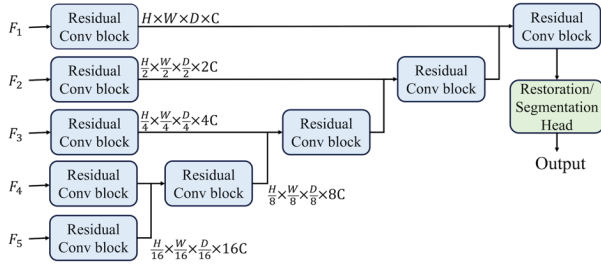 F₁
Residual
Conv block
H×W×D×C
Residual
Conv block
F₂
Residual
Conv block
H/2×W/2×D/2×2C
Residual
Conv block
Restoration/
Segmentation
Head
F₃
Residual
Conv block
H/4×W/4×D/4×4C
Residual
Conv block
Output
F₄
Residual
Conv block
Residual
Conv block
H/8×W/8×D/8×8C
F₅
Residual
Conv block
H/16×W/16×D/16×16C